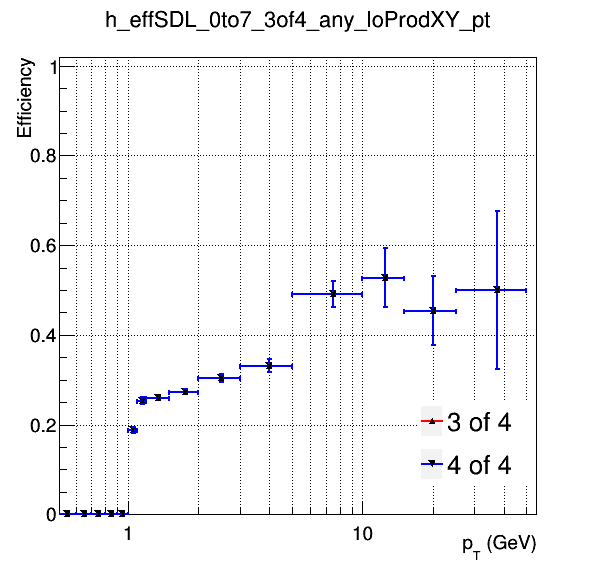 h_effSDL_0to7_3of4_any_loProdXY_pt
Efficiency
1
0.8
0.6
0.4
0.2
0
3 of 4
4 of 4
1
10
p_T (GeV)